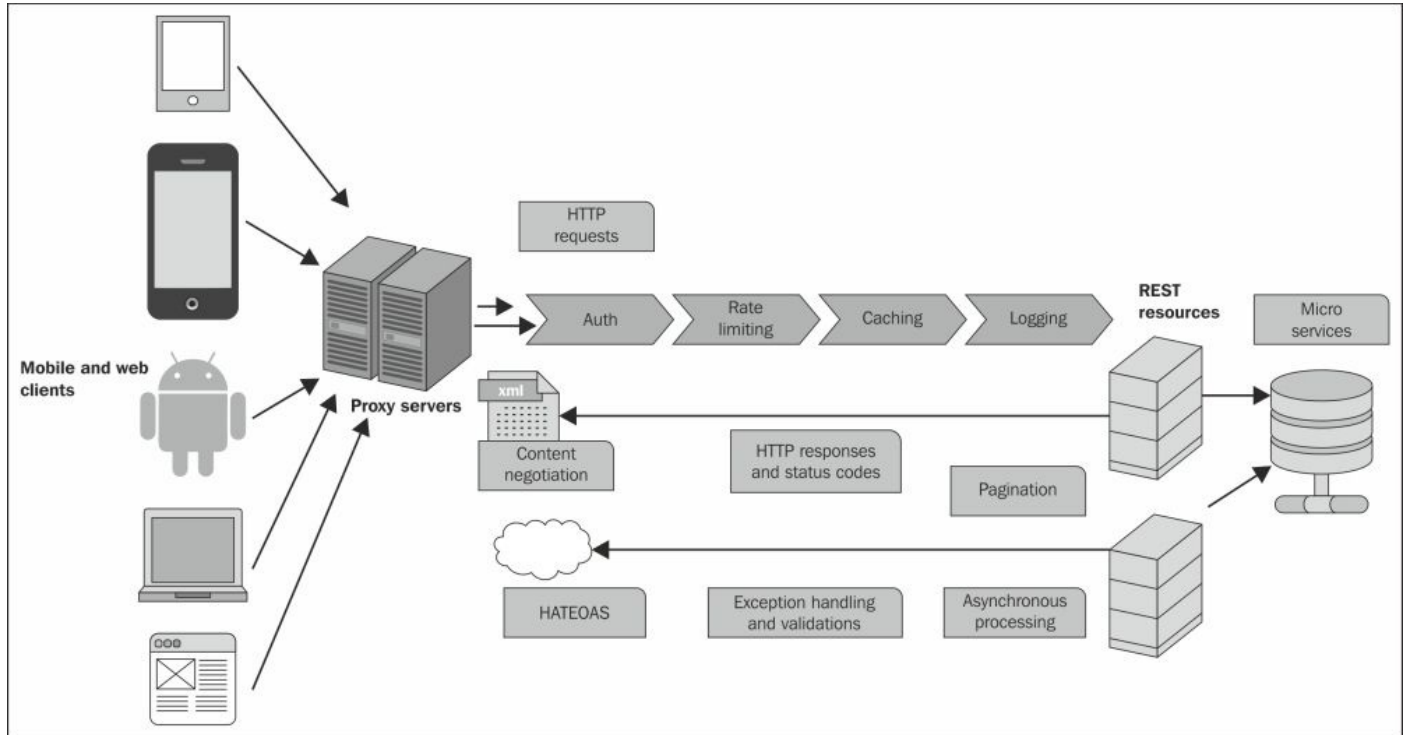 HTTP
requests
Auth
Rate
limiting
Caching
Logging
REST
resources
Micro
services
Mobile and web
clients
Proxy servers
xml
Content
negotiation
HTTP responses
and status codes
Pagination
HATEOAS
Exception handling
and validations
Asynchronous
processing